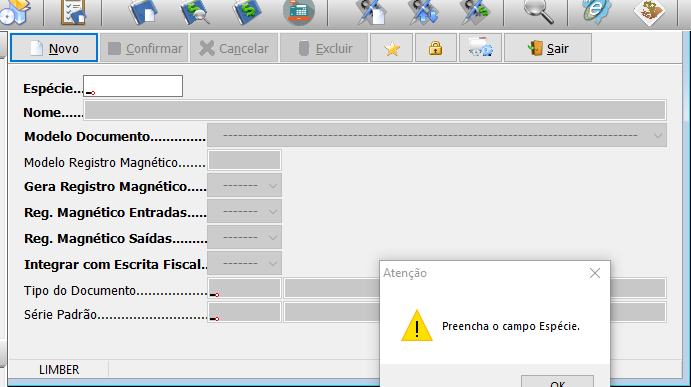 Novo Confirmar Cancelar Excluir Sair
Espécie...
Nome......
Modelo Documento..............
Modelo Registro Magnético.......
Gera Registro Magnético.....
Reg. Magnético Entradas.....
Reg. Magnético Saídas.........
Integrar com Escrita Fiscal..
Tipo do Documento..................
Série Padrão............................
Atenção
Preencha o campo Espécie.
OK
LIMBER